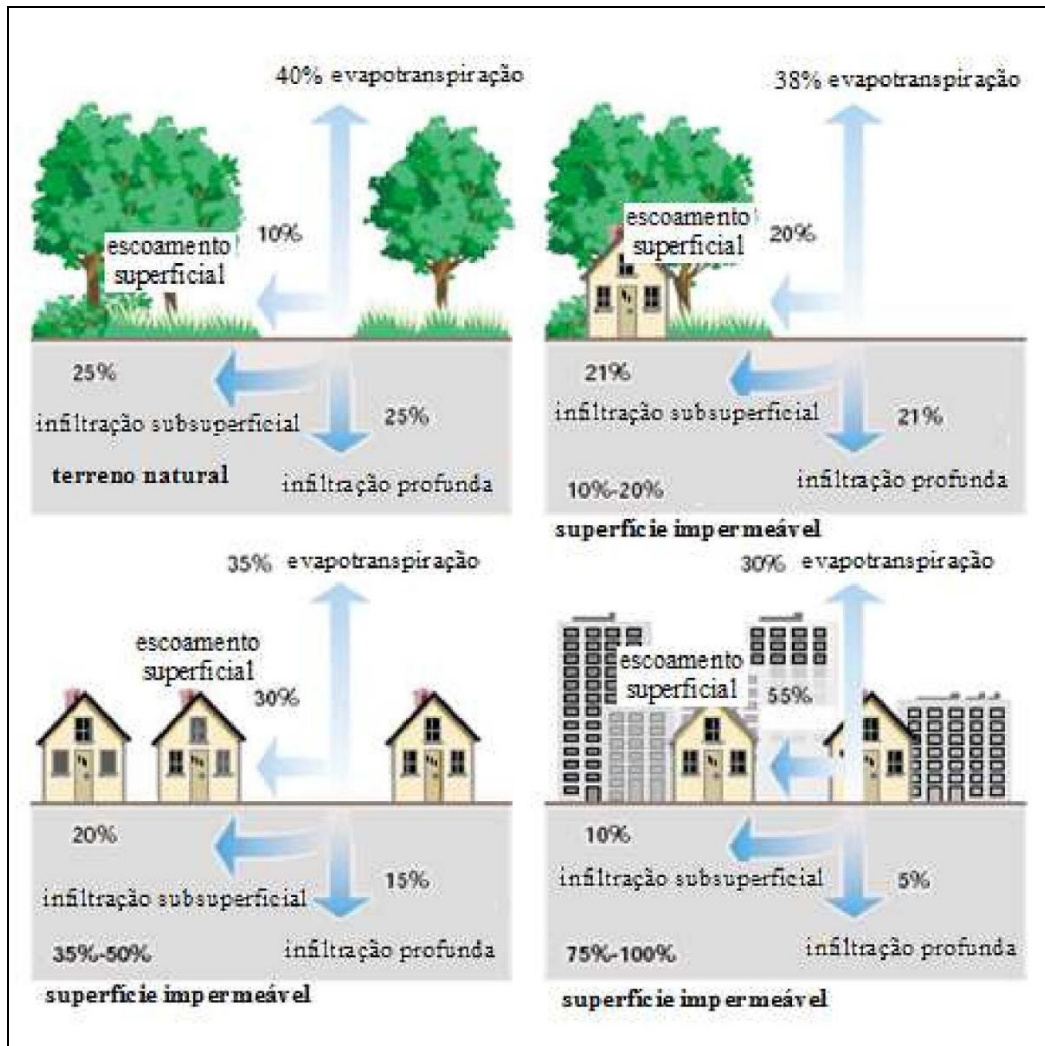 40% evapotranspiração
escoamento
superficial
10%
25%
infiltração subsuperficial
25%
terreno natural
infiltração profunda
38% evapotranspiração
escoamento
superficial
20%
21%
infiltração subsuperficial
21%
infiltração profunda
10%-20%
superfície impermeável
35% evapotranspiração
escoamento
superficial
30%
20%
infiltração subsuperficial
15%
infiltração profunda
35%-50%
superfície impermeável
30% evapotranspiração
escoamento
superficial
55%
10%
infiltração subsuperficial
5%
infiltração profunda
75%-100%
superfície impermeável